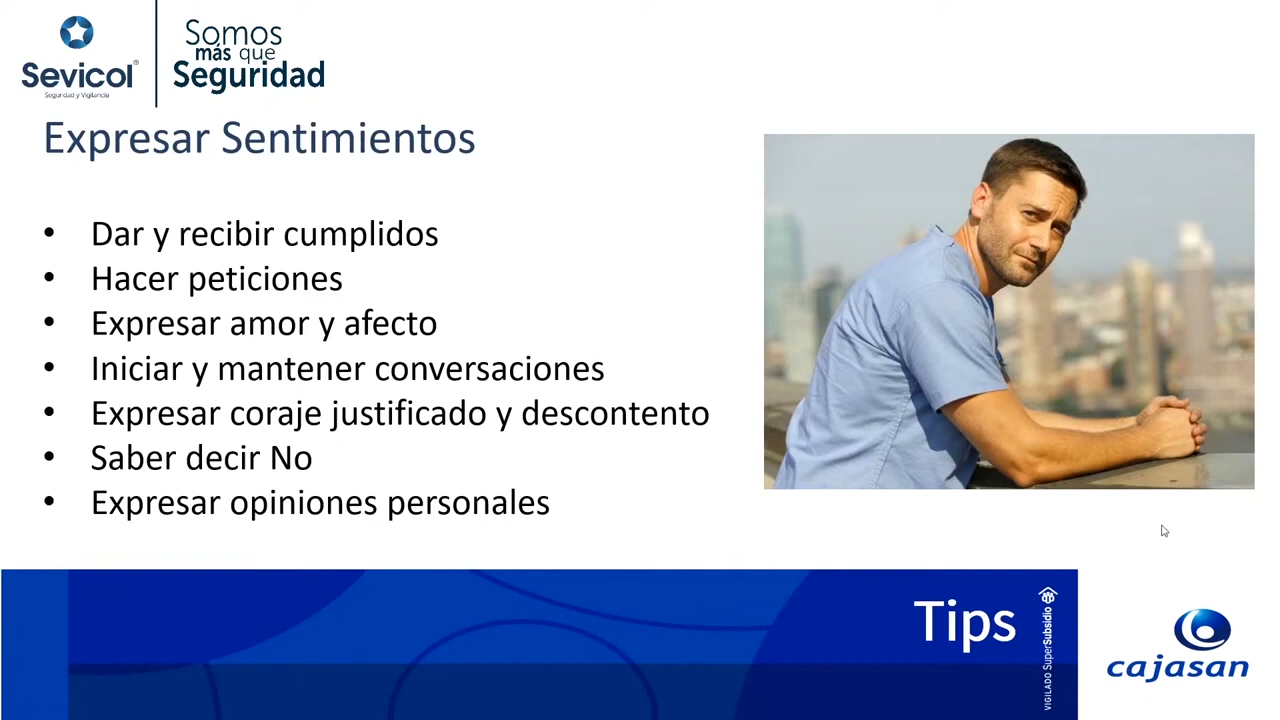 Sevicol®
Seguridad y Vigilancia
Somos
más que
Seguridad
Expresar Sentimientos
• Dar y recibir cumplidos
• Hacer peticiones
• Expresar amor y afecto
• Iniciar y mantener conversaciones
• Expresar coraje justificado y descontento
• Saber decir No
• Expresar opiniones personales
Tips
VIGILADO SuperSubsidio
cajasan